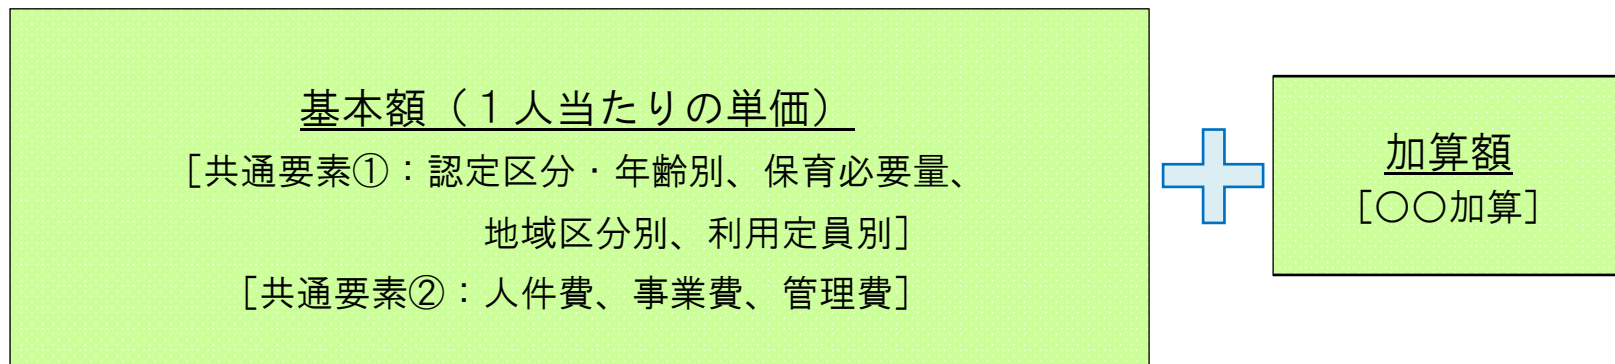 基本額（１人当たりの単価）
［共通要素①：認定区分・年齢別、保育必要量、
地域区分別、利用定員別］
［共通要素②：人件費、事業費、管理費］
加算額
［○○加算］